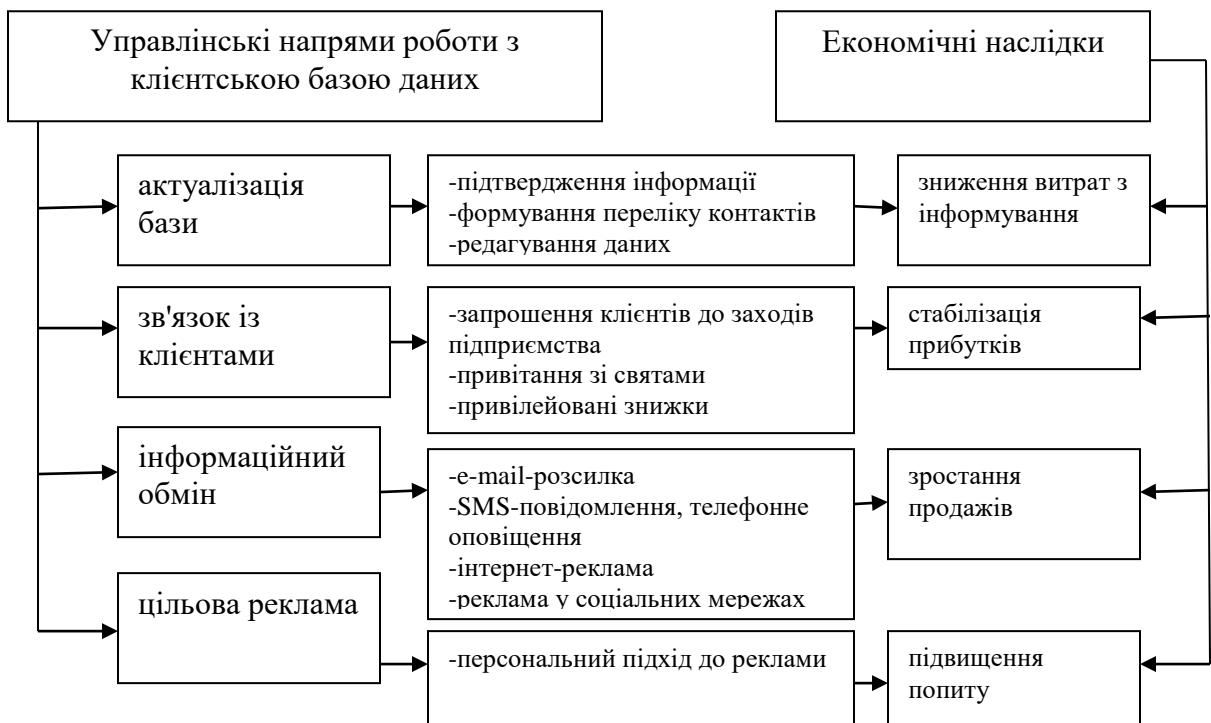 Управлінські напрями роботи з
клієнтською базою даних
Економічні наслідки
актуалізація
бази
-підтвердження інформації
-формування переліку контактів
-редагування даних
зниження витрат з
інформування
зв'язок із
клієнтами
-запрошення клієнтів до заходів
підприємства
-привітання зі святами
-привілейовані знижки
стабілізація
прибутків
інформаційний
обмін
-e-mail-розсилка
-SMS-повідомлення, телефонне
оповіщення
-інтернет-реклама
-реклама у соціальних мережах
зростання
продажів
цільова реклама
-персональний підхід до реклами
підвищення
попиту